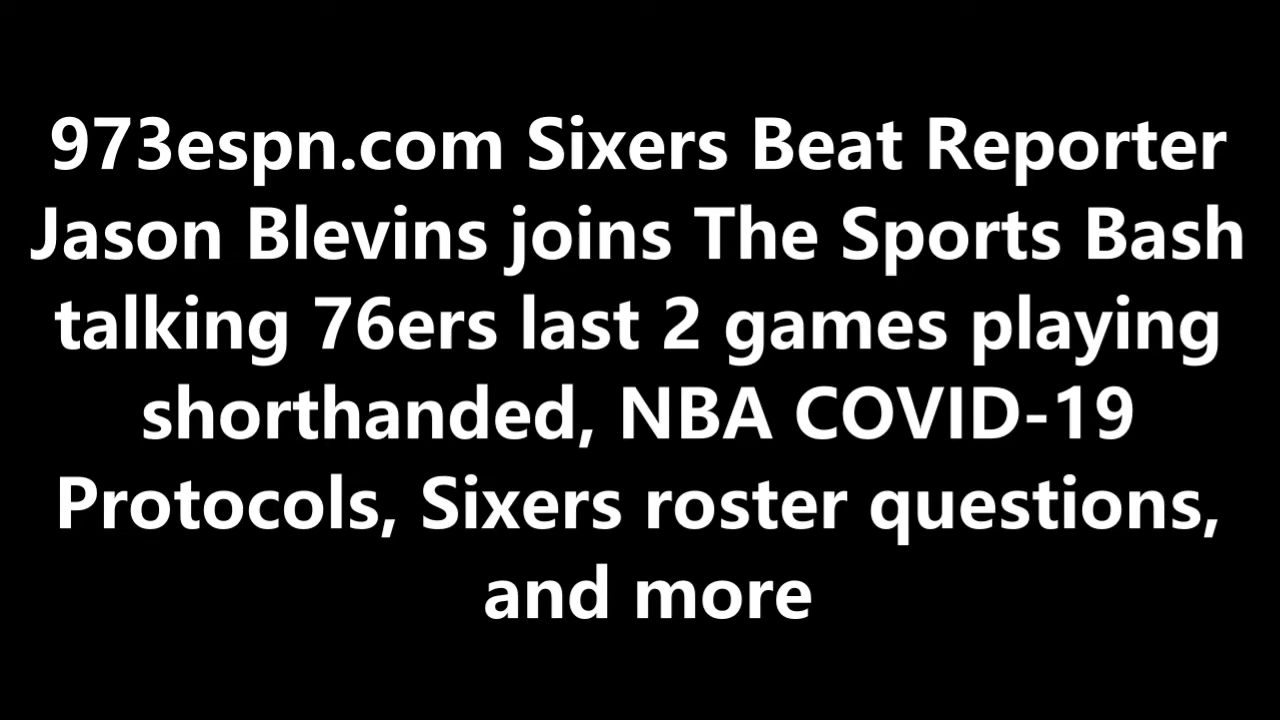 973espn.com Sixers Beat Reporter
Jason Blevins joins The Sports Bash
talking 76ers last 2 games playing
shorthanded, NBA COVID-19
Protocols, Sixers roster questions,
and more